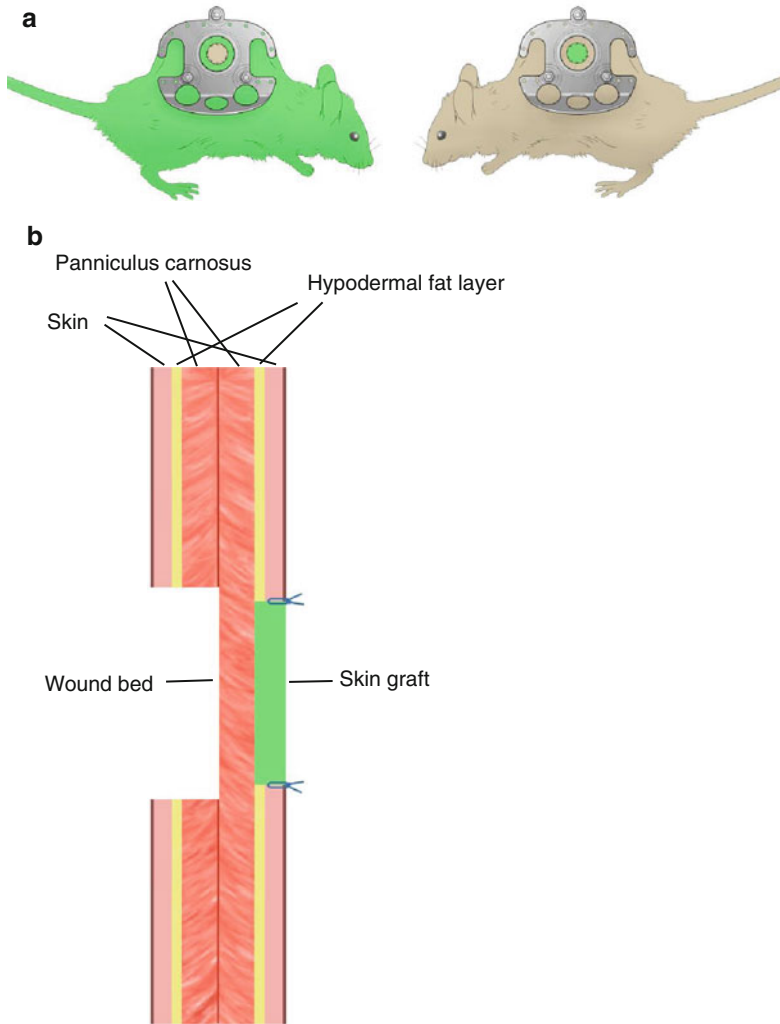 a
b
Panniculus carnosus
Hypodermal fat layer
Skin
Wound bed
Skin graft